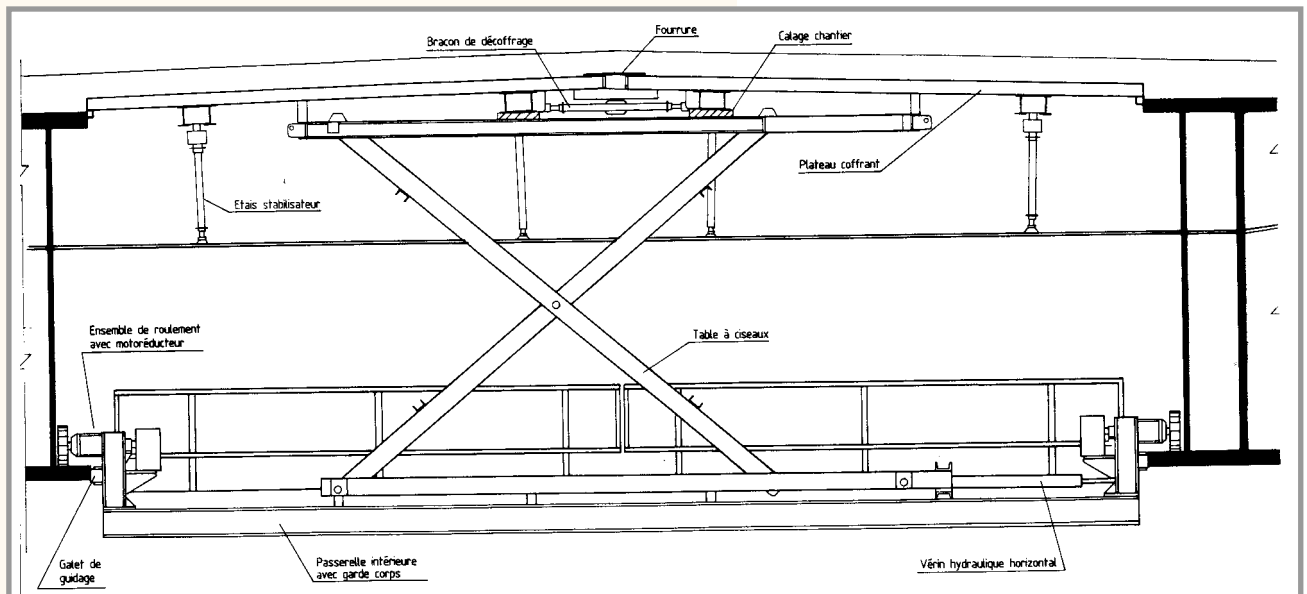 Fourrure
Bracon de décoffrage
Calage chantier
Plateau coffrant
Etais stabilisateur
Ensemble de roulement
avec motoréducteur
Table à ciseaux
Galet de
guidage
Passerelle intérieure
avec garde corps
Vérin hydraulique horizontal